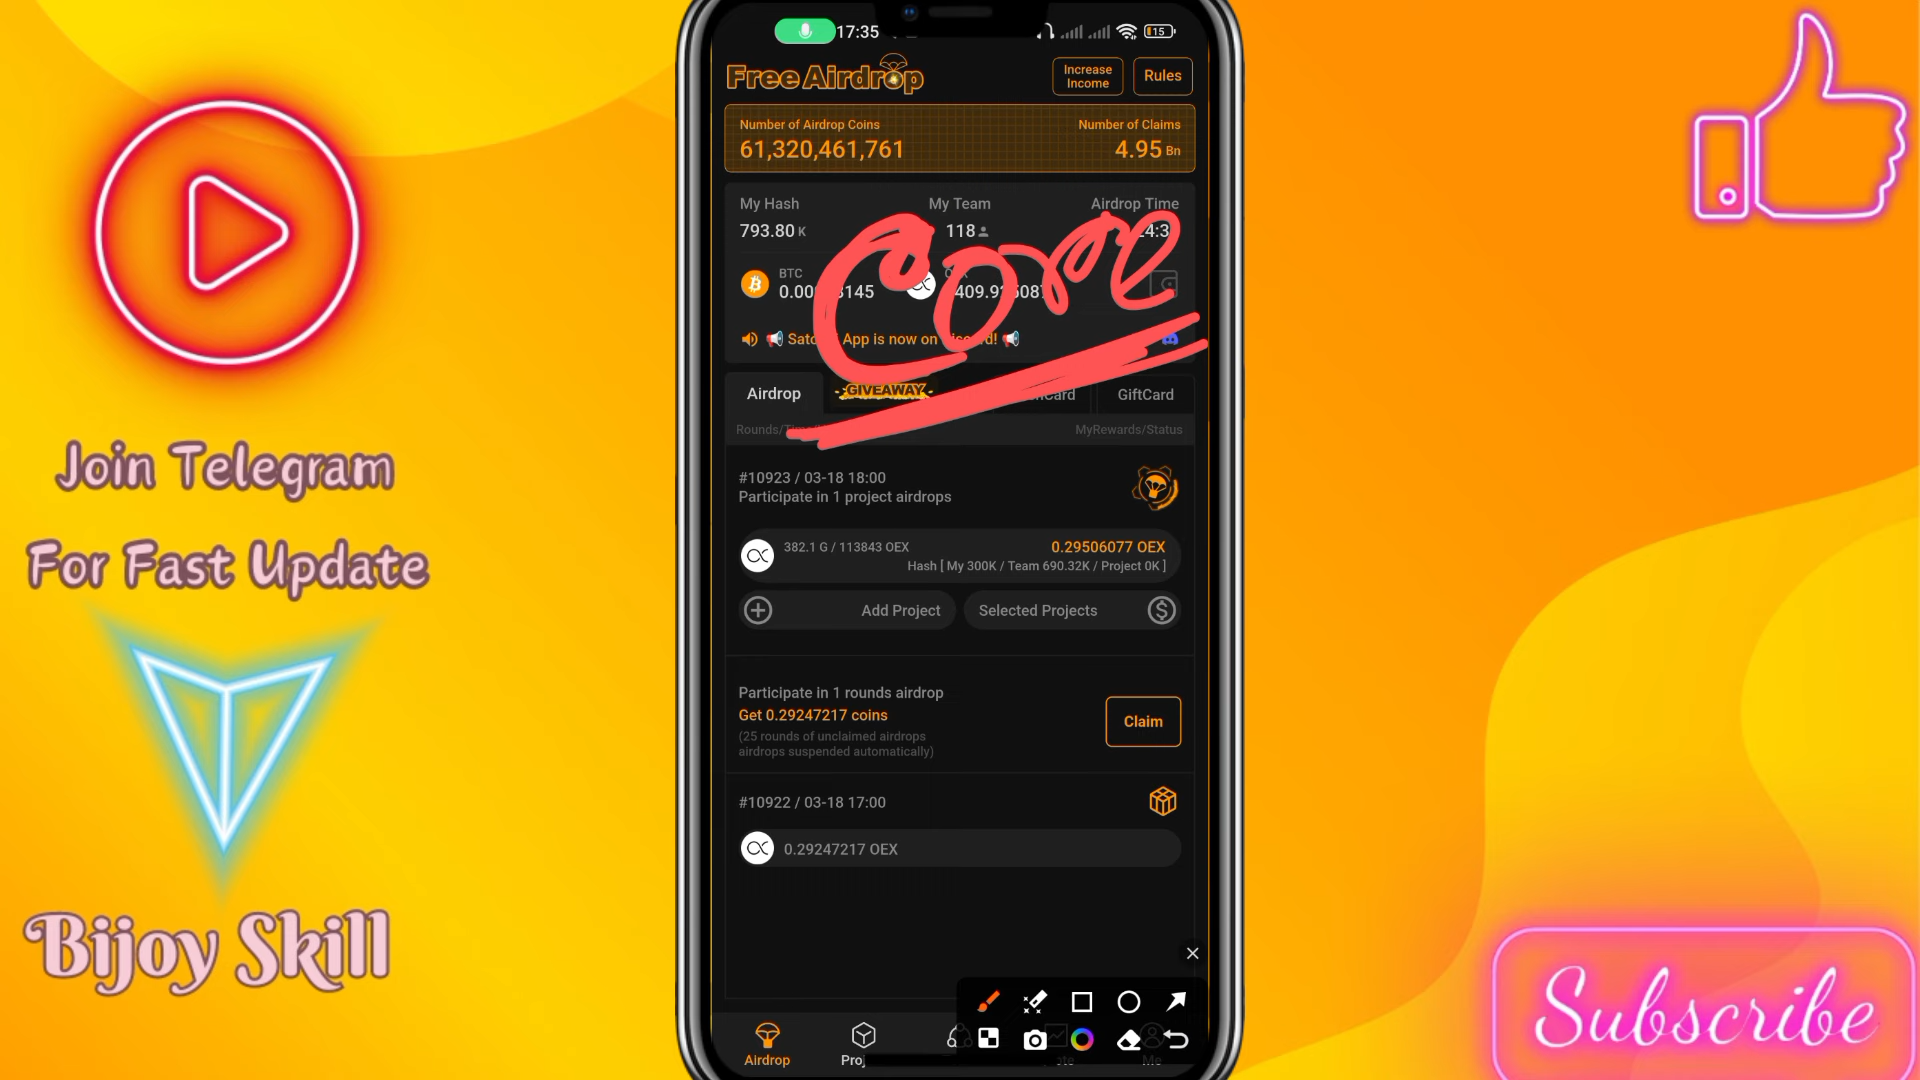 17:35
15
Free Airdrop
Increase
Income
Rules
Number of Airdrop Coins
Number of Claims
61,320,461,761
4.95 Bn
My Hash
My Team
Airdrop Time
793.80 K
118
Core
BTC
App is now on
Airdrop
GIVEAWAY
GiftCard
MyRewards/Status
#10923 / 03-18 18:00
Participate in 1 project airdrops
382.1 G / 113843 OEX
0.29506077 OEX
Hash [ My 300K / Team 690.32K / Project 0K ]
Add Project
Selected Projects
Participate in 1 rounds airdrop
Get 0.29247217 coins
(25 rounds of unclaimed airdrops
airdrops suspended automatically)
Claim
#10922 / 03-18 17:00
0.29247217 OEX
Airdrop
Join Telegram
For Fast Update
Bijoy Skill
Subscribe